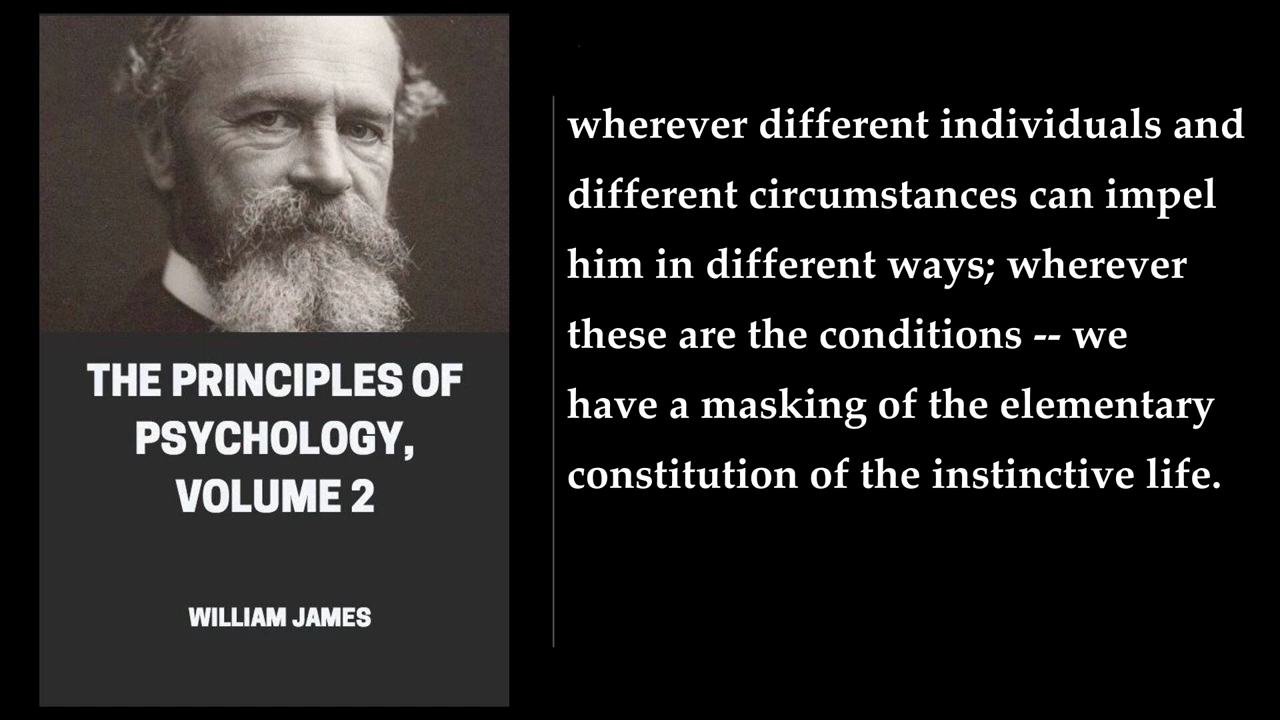 THE PRINCIPLES OF
PSYCHOLOGY,
VOLUME 2
WILLIAM JAMES
wherever different individuals and
different circumstances can impel
him in different ways; wherever
these are the conditions -- we
have a masking of the elementary
constitution of the instinctive life.